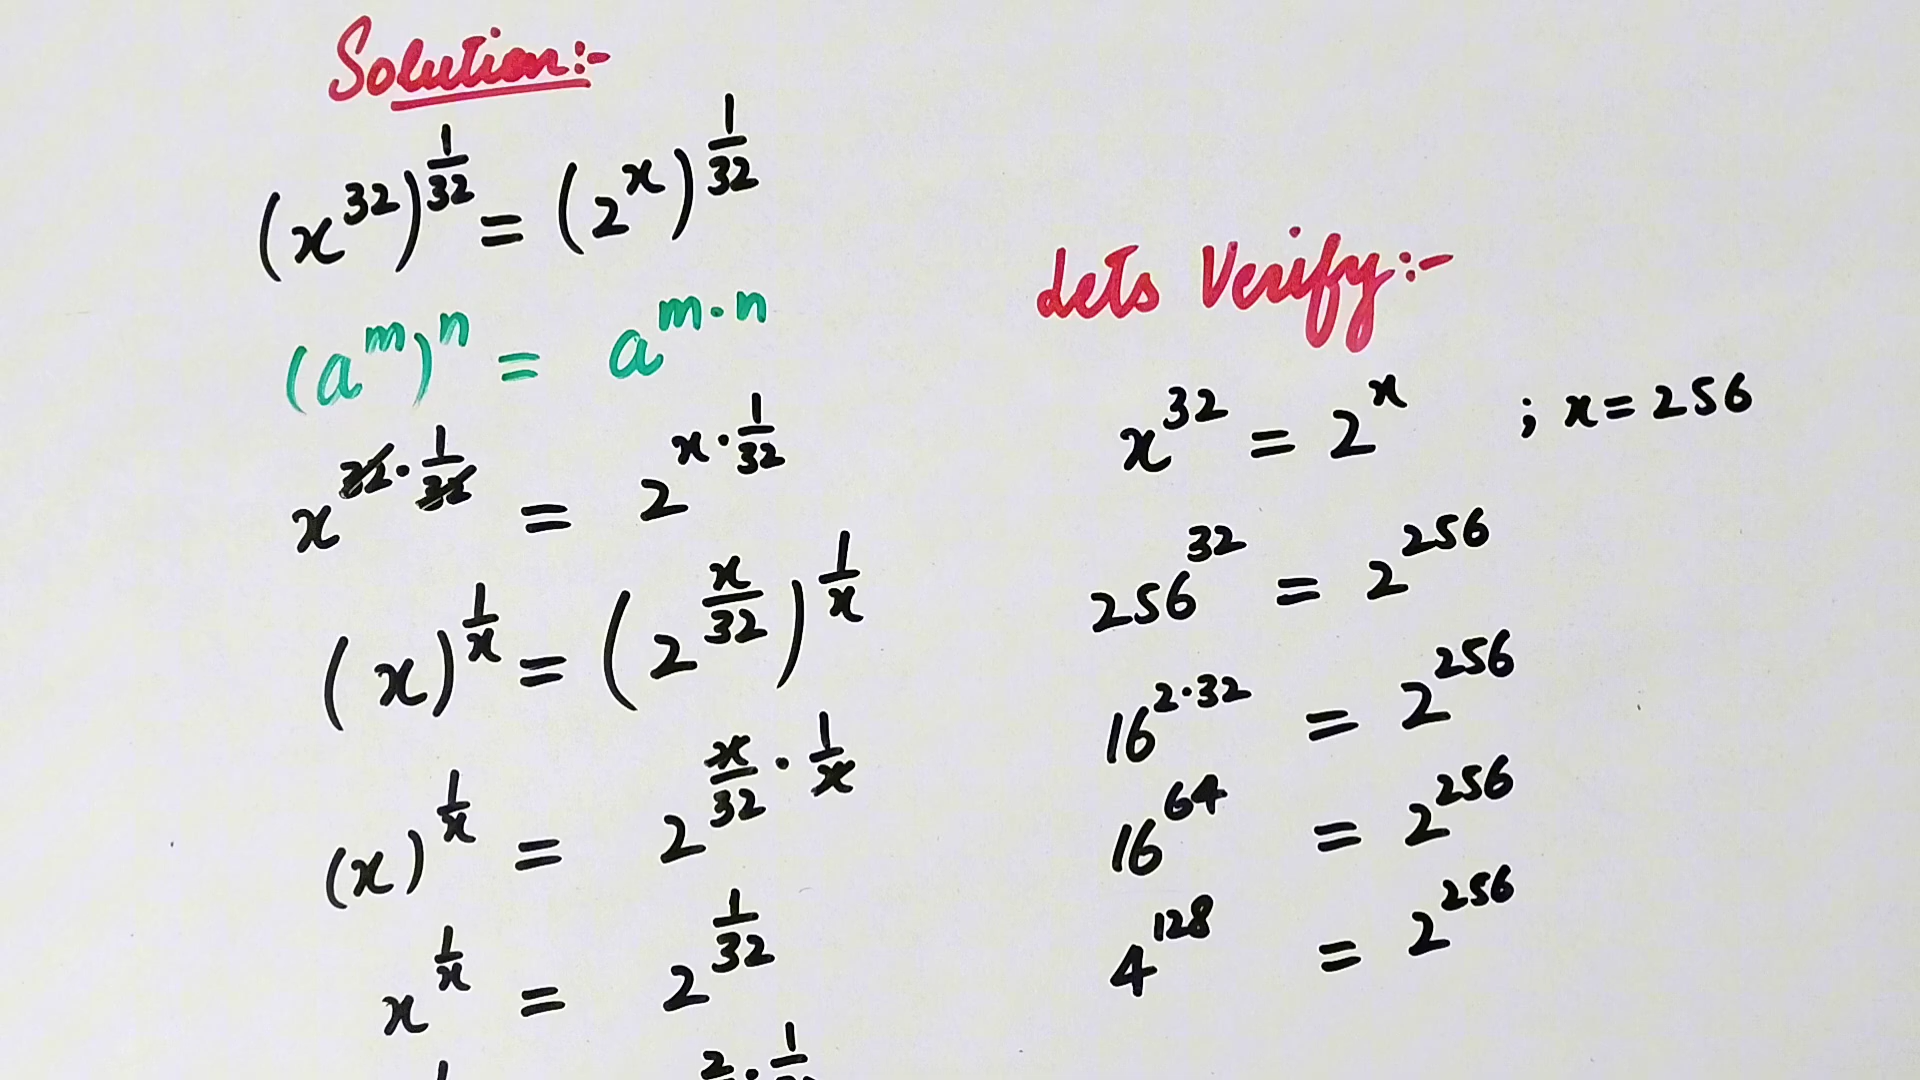 Solution:-
(x^32)^(1/32) = (2^x)^(1/32)
(a^m)^n = a^(m·n)
x^(32·1/32) = 2^(x·1/32)
(x)^(1/x) = (2^(x/32))^(1/x)
(x)^(1/x) = 2^(x/32·1/x)
x^(1/x) = 2^(1/32)
Lets Verify:-
x^32 = 2^x ; x=256
256^32 = 2^256
16^(2·32) = 2^256
16^64 = 2^256
4^128 = 2^256